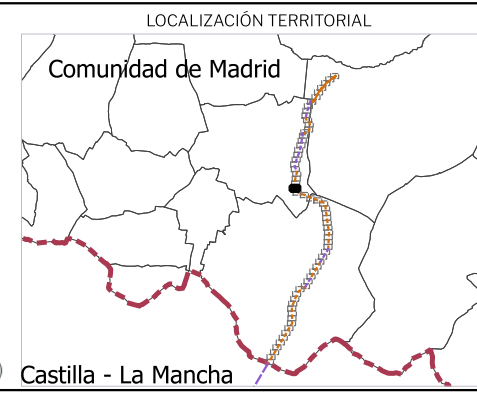 LOCALIZACIÓN TERRITORIAL
Comunidad de Madrid
Castilla - La Mancha